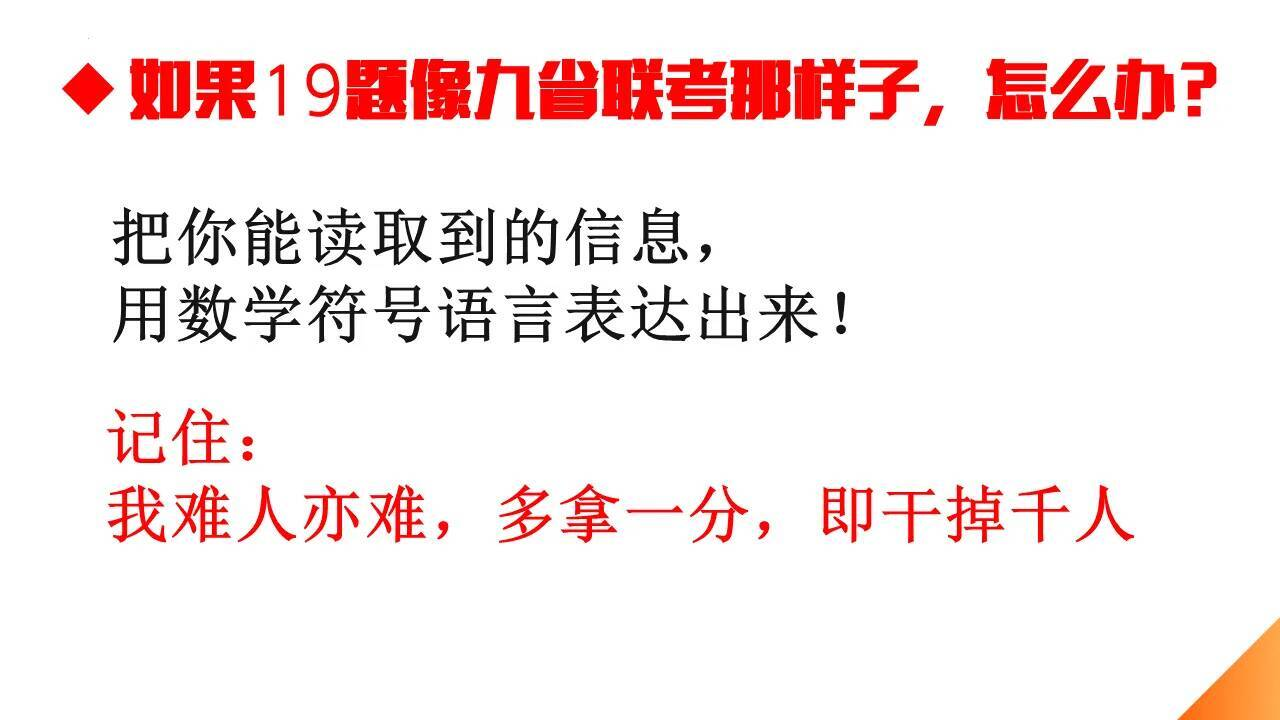 如果19题像九省联考那样子，怎么办?
把你能读取到的信息，
用数学符号语言表达出来！
记住：
我难人亦难，多拿一分，即干掉千人